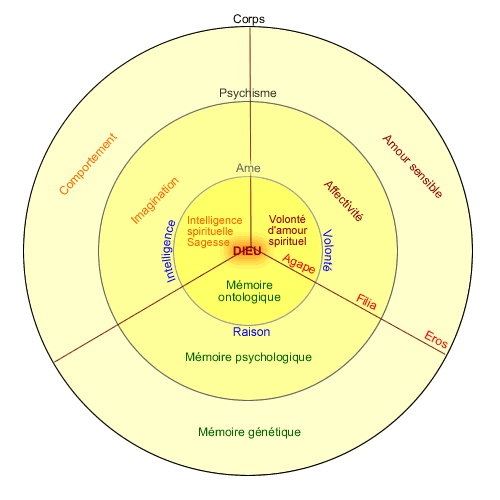 Corps
Psychisme
Comportement
Amour sensible
Ame
Imagination
Affectivité
Intelligence
spirituelle
Sagesse
Volonté
d'amour
spirituel
Intelligence
Volonté
DIEU
Agape
Mémoire
ontologique
Filia
Raison
Eros
Mémoire psychologique
Mémoire génétique